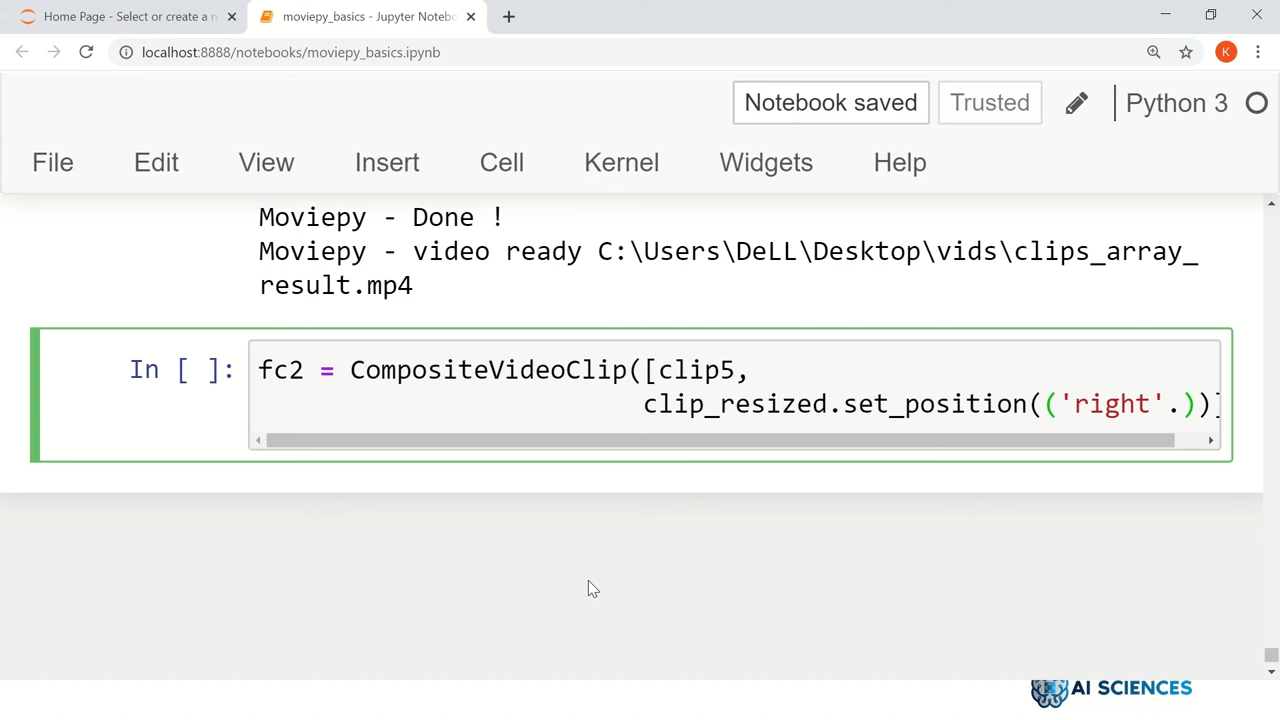 Home Page - Select or create a n
moviepy_basics - Jupyter Notebo
localhost:8888/notebooks/moviepy_basics.ipynb
K
Notebook saved
Trusted
Python 3
File
Edit
View
Insert
Cell
Kernel
Widgets
Help
Moviepy - Done !
Moviepy - video ready C:\Users\DeLL\Desktop\vids\clips_array_
result.mp4
In [ ]:
fc2 = CompositeVideoClip([clip5,
clip_resized.set_position(('right'.))]
AI SCIENCES